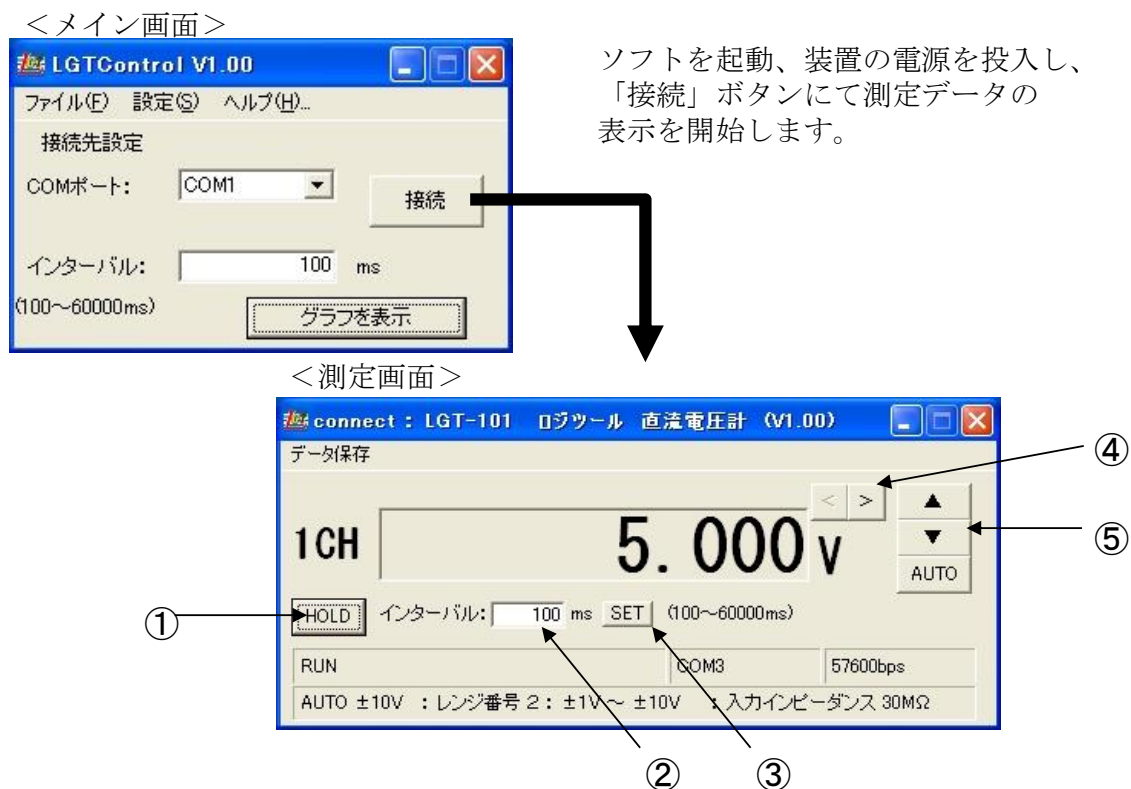 ＜メイン画面＞
LGTControl V1.00
ファイル(F) 設定(S) ヘルプ(H)...
接続先設定
COMポート: COM1
接続
インターバル: 100 ms
(100～60000ms)
グラフを表示
ソフトを起動、装置の電源を投入し、
「接続」ボタンにて測定データの
表示を開始します。
＜測定画面＞
connect : LGT-101 ロジツール 直流電圧計 (V1.00)
データ保存
< >
④
1CH 5.000 V
▲
▼
⑤
AUTO
①
HOLD インターバル: 100 ms SET (100～60000ms)
RUN COM3 57600bps
AUTO ±10V : レンジ番号 2 : ±1V ～ ±10V : 入力インピーダンス 30MΩ
② ③